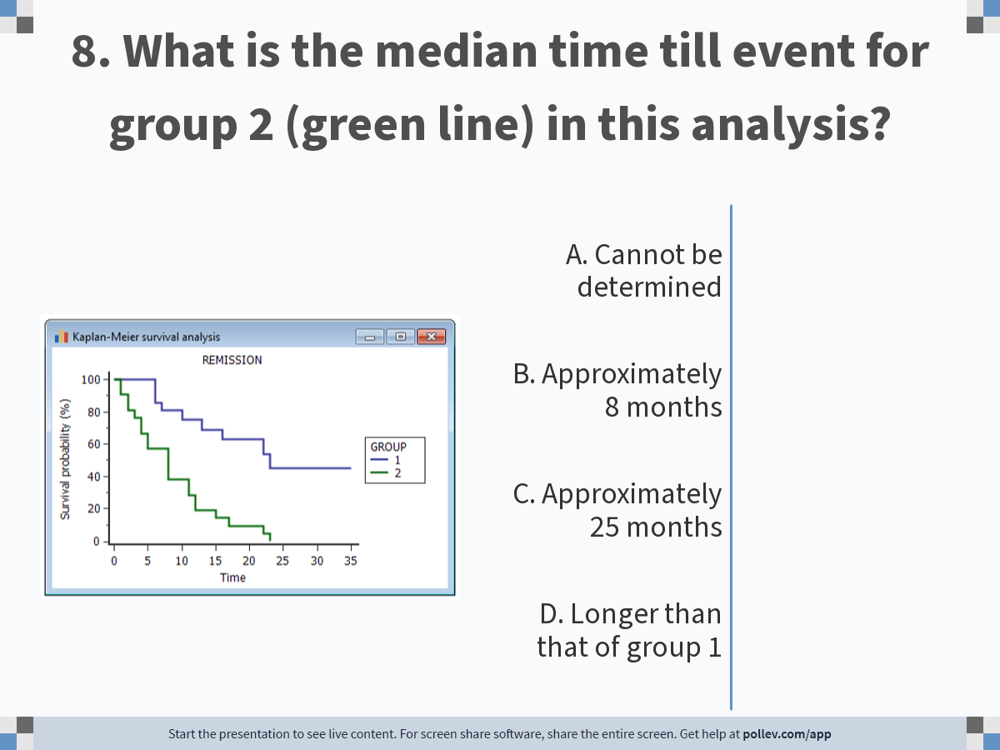 8. What is the median time till event for
group 2 (green line) in this analysis?
A. Cannot be
determined
B. Approximately
8 months
C. Approximately
25 months
D. Longer than
that of group 1
Kaplan-Meier survival analysis
REMISSION
Survival probability (%)
100
80
60
40
20
0
0 5 10 15 20 25 30 35
Time
GROUP
1
2
Start the presentation to see live content. For screen share software, share the entire screen. Get help at pollev.com/app